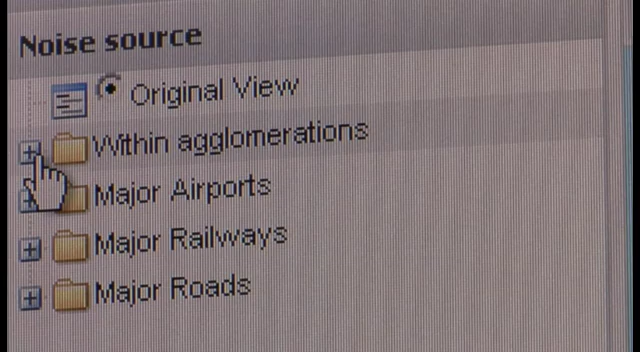 Noise source
Original View
Within agglomerations
Major Airports
Major Railways
Major Roads